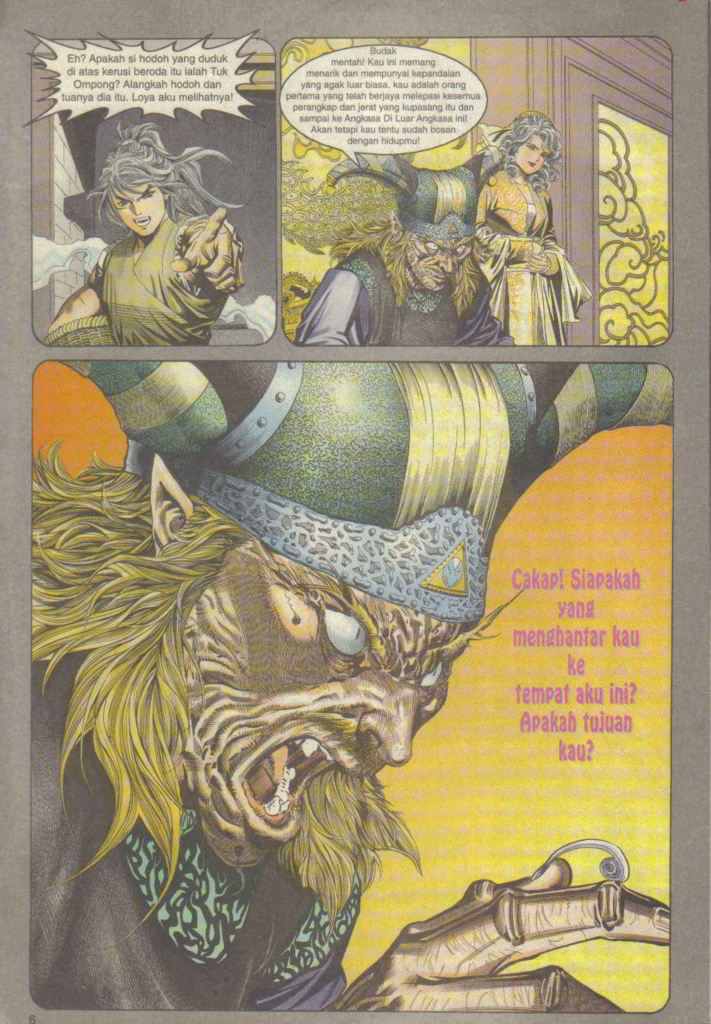 Eh? Apakah si hodoh yang duduk
di atas kerusi beroda itu ialah Tuk
Ompong? Alangkah hodoh dan
tuanya dia itu. Loya aku melihatnya!
Budak
mentah! Kau ini memang
menarik dan mempunyai kepandaian
yang agak luar biasa. kau adalah orang
pertama yang telah berjaya melepasi kesemua
perangkap dan jerat yang kupasang itu dan
sampai ke Angkasa Di Luar Angkasa ini!
Akan tetapi kau tentu sudah bosan
dengan hidupmu!
Cakap! Siapakah
yang
menghantar kau
ke
tempat aku ini?
Apakah tujuan
kau?
6